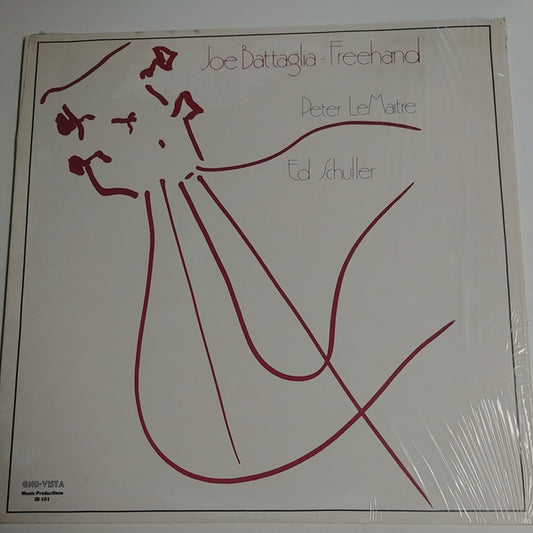 Joe Battaglia - Freehand
Peter LeMaitre
Ed Schuller
GNU-VISTA
Music Productions
JB 101